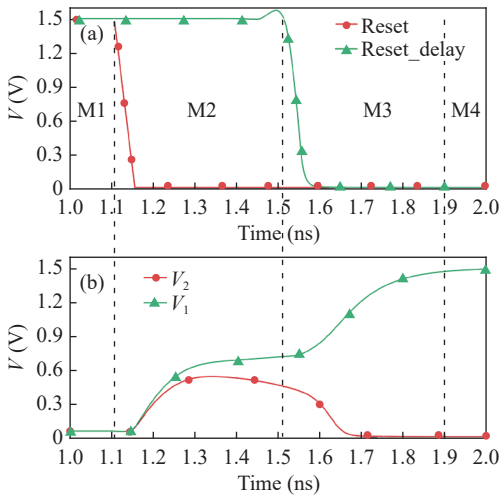 1.5
1.2
0.9
0.6
0.3
0
V (V)
(a)
Reset
Reset_delay
M1
M2
M3
M4
1.0 1.1 1.2 1.3 1.4 1.5 1.6 1.7 1.8 1.9 2.0
Time (ns)
1.5
1.2
0.9
0.6
0.3
0
V (V)
(b)
V₂
V₁
1.0 1.1 1.2 1.3 1.4 1.5 1.6 1.7 1.8 1.9 2.0
Time (ns)